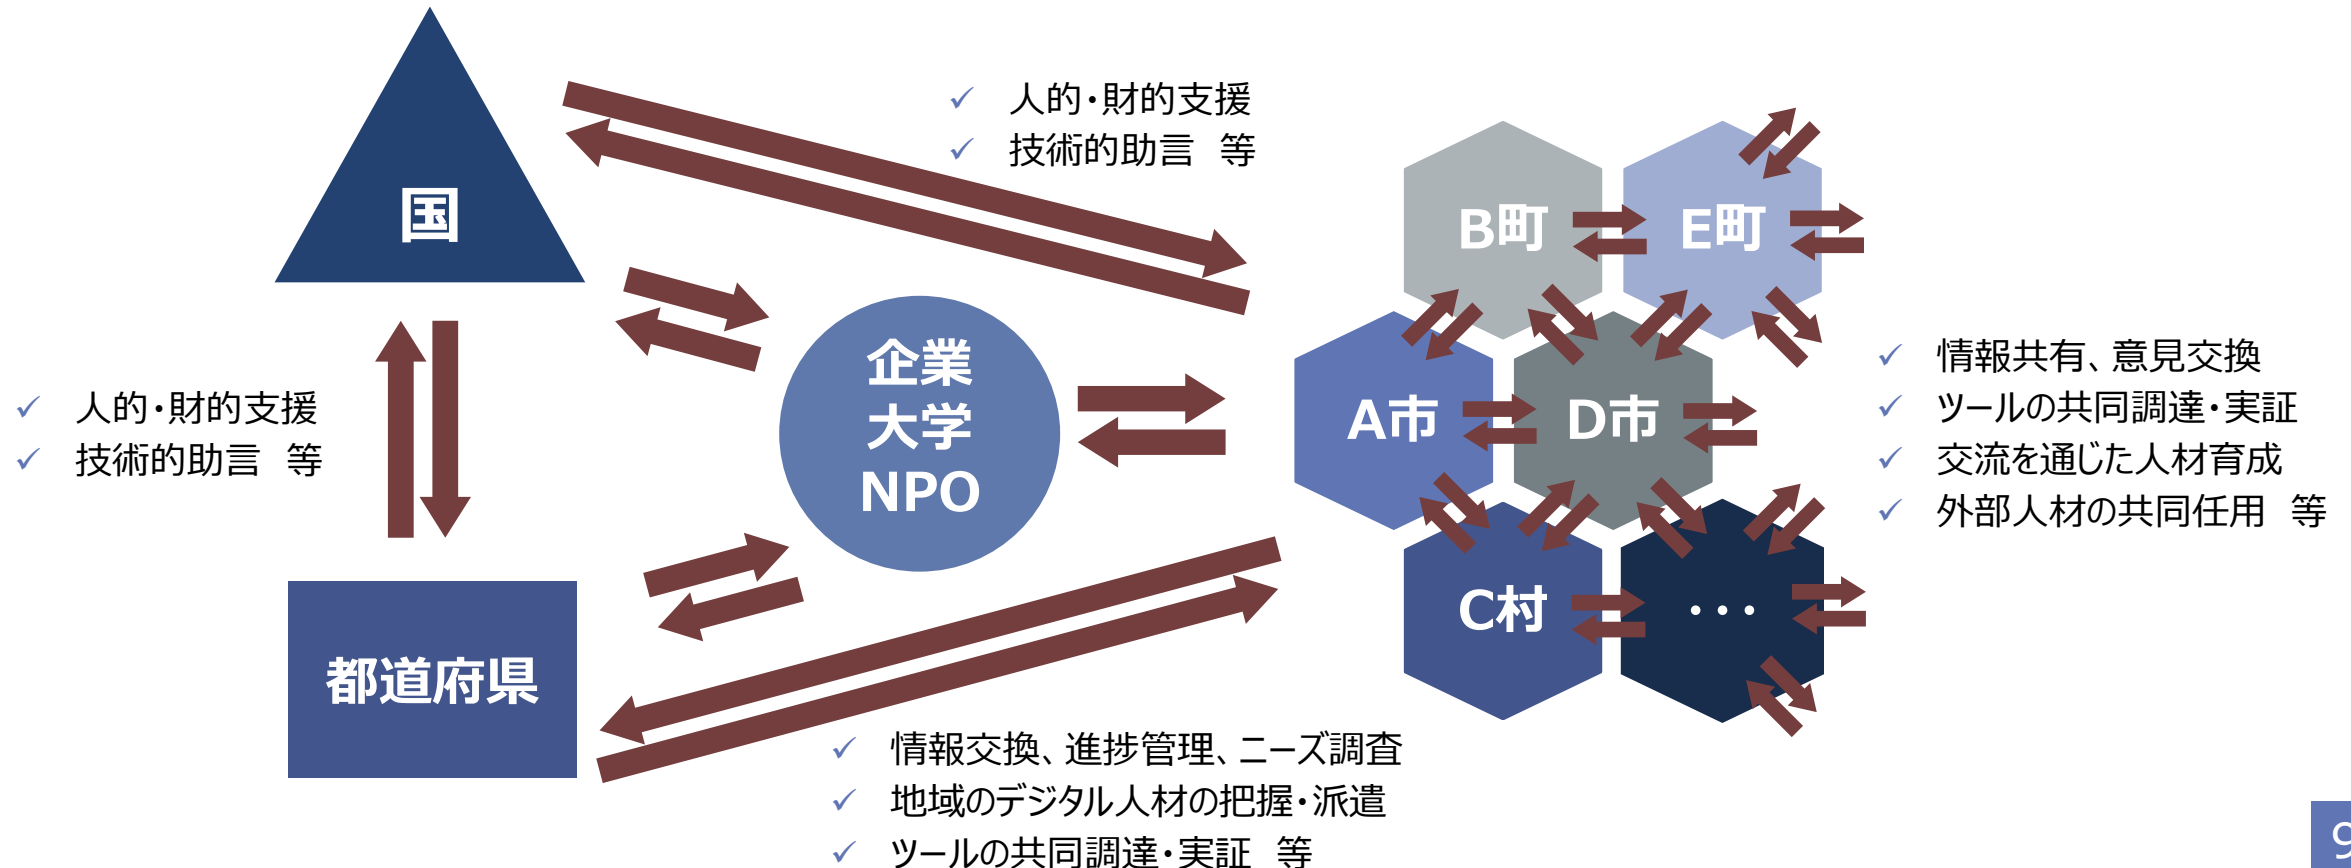 国
✓ 人的・財的支援
✓ 技術的助言 等
B町
E町
企業
大学
NPO
A市
D市
✓ 情報共有、意見交換
✓ ツールの共同調達・実証
✓ 交流を通じた人材育成
✓ 外部人材の共同任用 等
✓ 人的・財的支援
✓ 技術的助言 等
C村
・・・
都道府県
✓ 情報交換、進捗管理、ニーズ調査
✓ 地域のデジタル人材の把握・派遣
✓ ツールの共同調達・実証 等
9